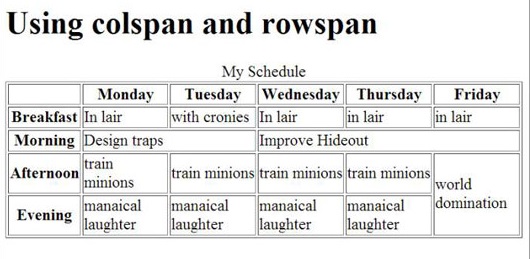 Using colspan and rowspan
My Schedule
Monday Tuesday Wednesday Thursday Friday
Breakfast In lair with cronies In lair in lair in lair
Morning Design traps Improve Hideout
Afternoon train minions train minions train minions train minions world domination
Evening manaical laughter manaical laughter manaical laughter manaical laughter